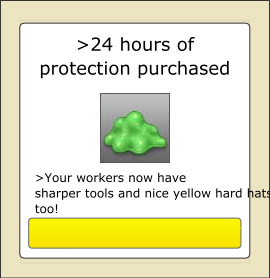 >24 hours of
protection purchased
>Your workers now have
sharper tools and nice yellow hard hats
too!